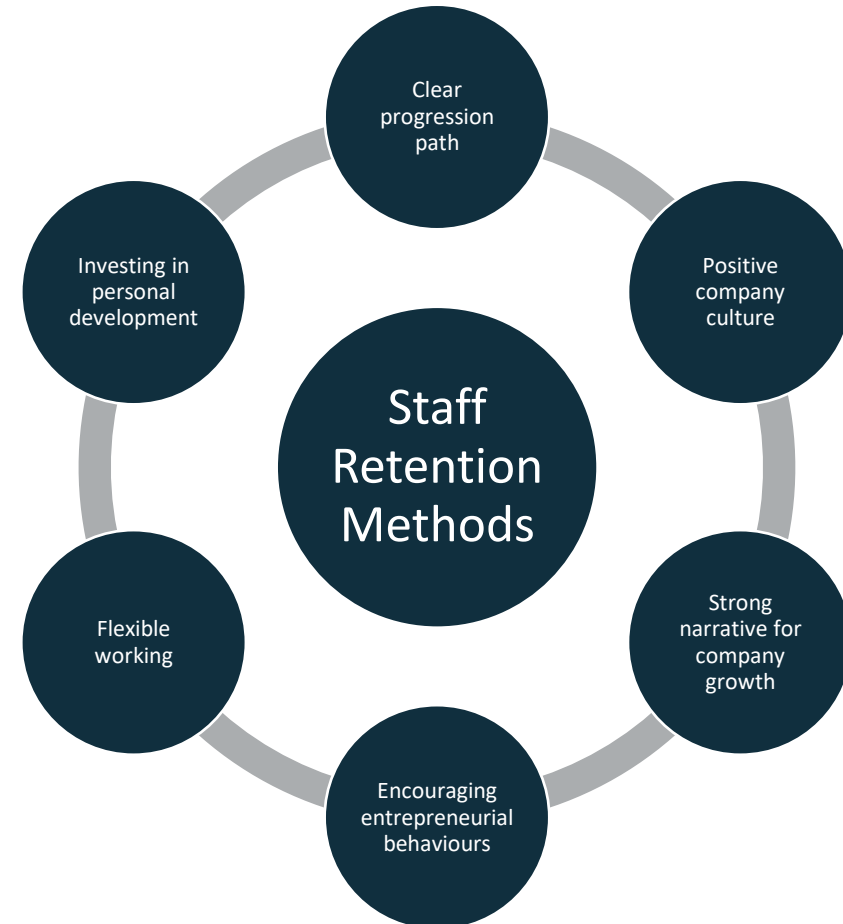 Clear
progression
path
Positive
company
culture
Strong
narrative for
company
growth
Encouraging
entrepreneurial
behaviours
Flexible
working
Investing in
personal
development
Staff
Retention
Methods